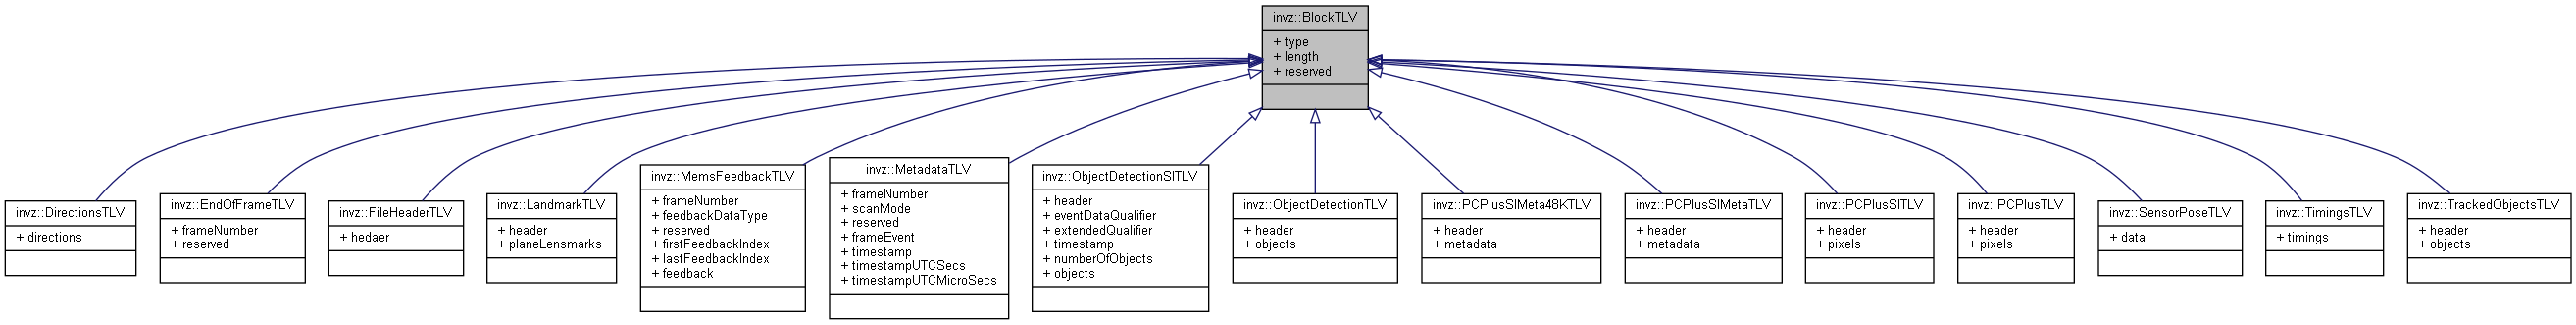 invz::BlockTLV
+ type
+ length
+ reserved
invz::DirectionsTLV
+ directions
invz::EndOfFrameTLV
+ frameNumber
+ reserved
invz::FileHeaderTLV
+ hedaer
invz::LandmarkTLV
+ header
+ planeLensmarks
invz::MemsFeedbackTLV
+ frameNumber
+ feedbackDataType
+ reserved
+ firstFeedbackIndex
+ lastFeedbackIndex
+ feedback
invz::MetadataTLV
+ frameNumber
+ scanMode
+ reserved
+ frameEvent
+ timestamp
+ timestampUTCSecs
+ timestampUTCMicroSecs
invz::ObjectDetectionSITLV
+ header
+ eventDataQualifier
+ extendedQualifier
+ timestamp
+ numberOfObjects
+ objects
invz::ObjectDetectionTLV
+ header
+ objects
invz::PCPlusSIMeta48KTLV
+ header
+ metadata
invz::PCPlusSIMetaTLV
+ header
+ metadata
invz::PCPlusSITLV
+ header
+ pixels
invz::PCPlusTLV
+ header
+ pixels
invz::SensorPoseTLV
+ data
invz::TimingsTLV
+ timings
invz::TrackedObjectsTLV
+ header
+ objects